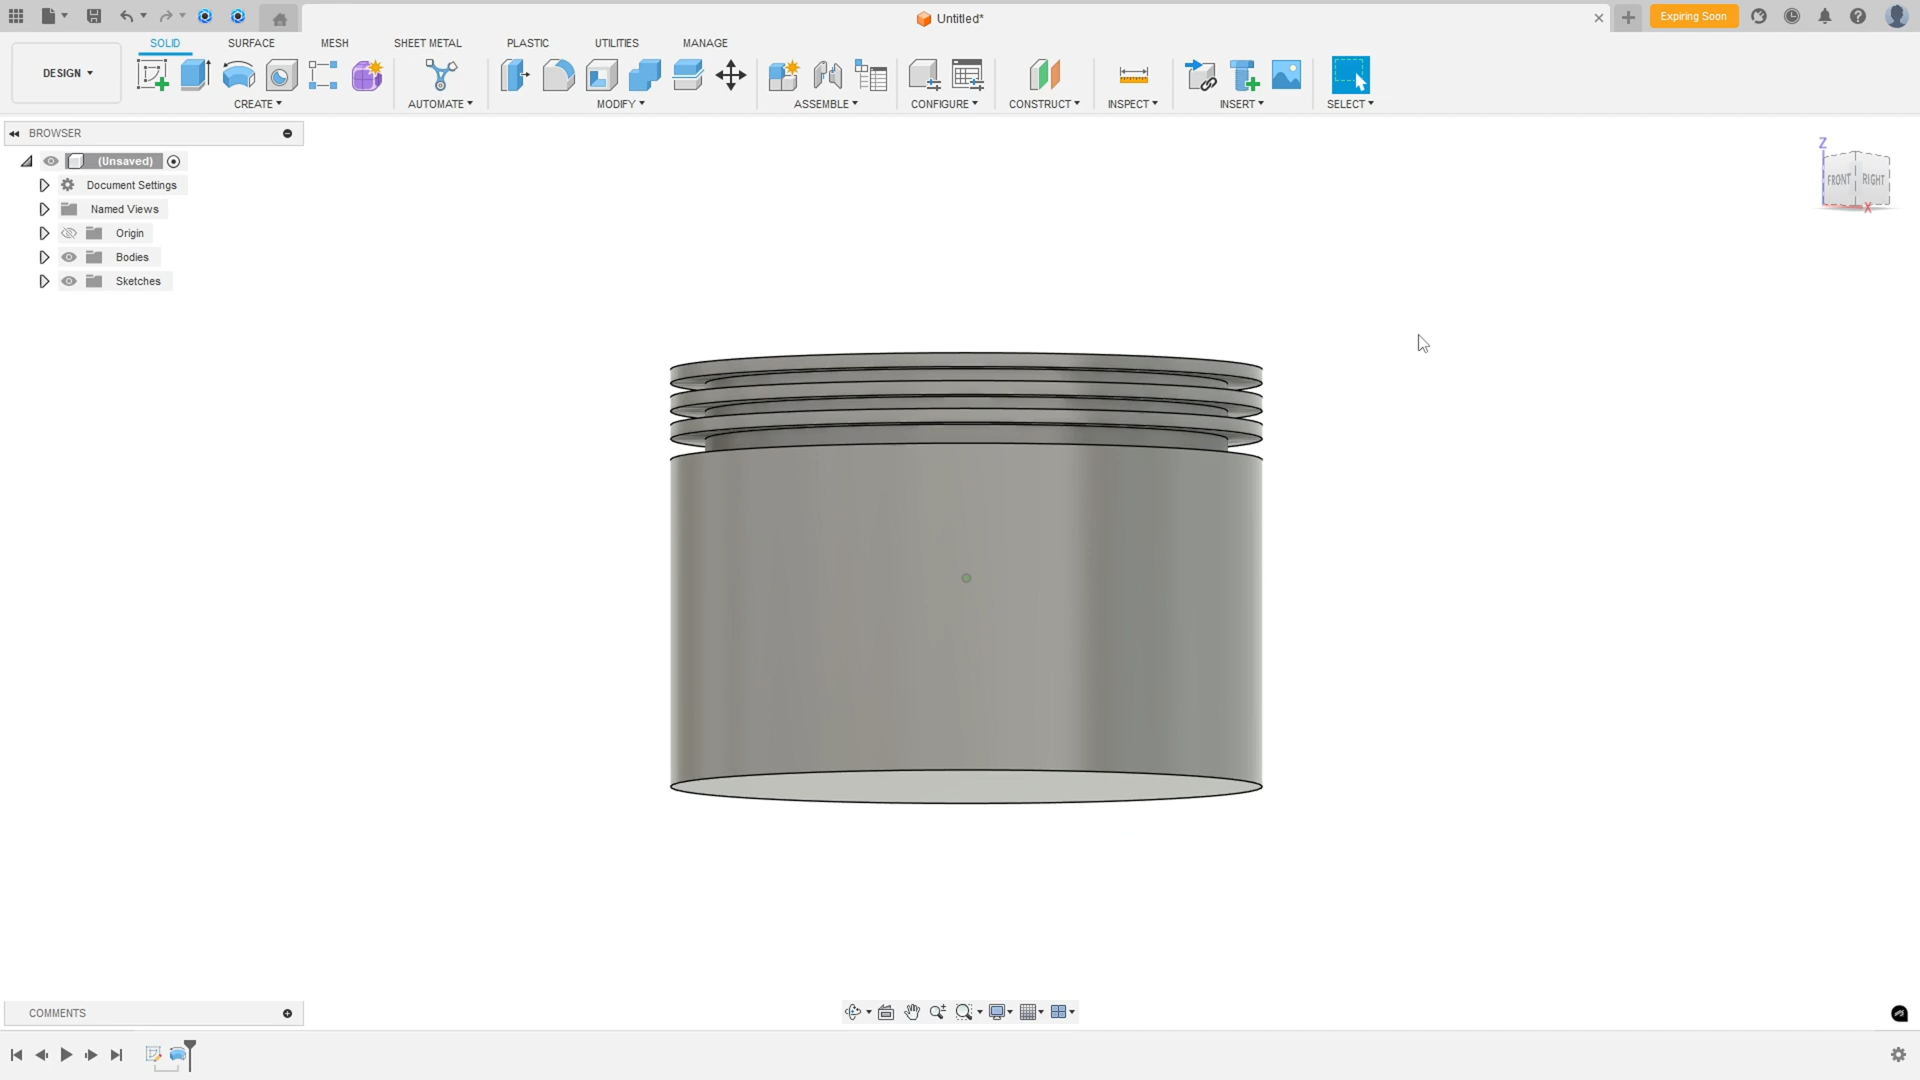 Untitled*
Expiring Soon
SOLID SURFACE MESH SHEET METAL PLASTIC UTILITIES MANAGE
DESIGN
CREATE AUTOMATE MODIFY ASSEMBLE CONFIGURE CONSTRUCT INSPECT INSERT SELECT
BROWSER
(Unsaved)
Document Settings
Named Views
Origin
Bodies
Sketches
Z
FRONT RIGHT
X
COMMENTS